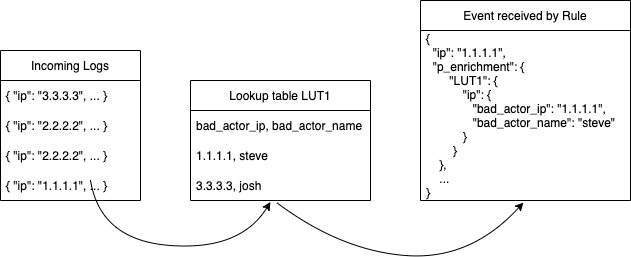 Incoming Logs
{ "ip": "3.3.3.3", ... }
{ "ip": "2.2.2.2", ... }
{ "ip": "2.2.2.2", ... }
{ "ip": "1.1.1.1", ... }
Lookup table LUT1
bad_actor_ip, bad_actor_name
1.1.1.1, steve
3.3.3.3, josh
Event received by Rule
{
"ip": "1.1.1.1",
"p_enrichment": {
"LUT1": {
"ip": {
"bad_actor_ip": "1.1.1.1",
"bad_actor_name": "steve"
}
}
},
...
}